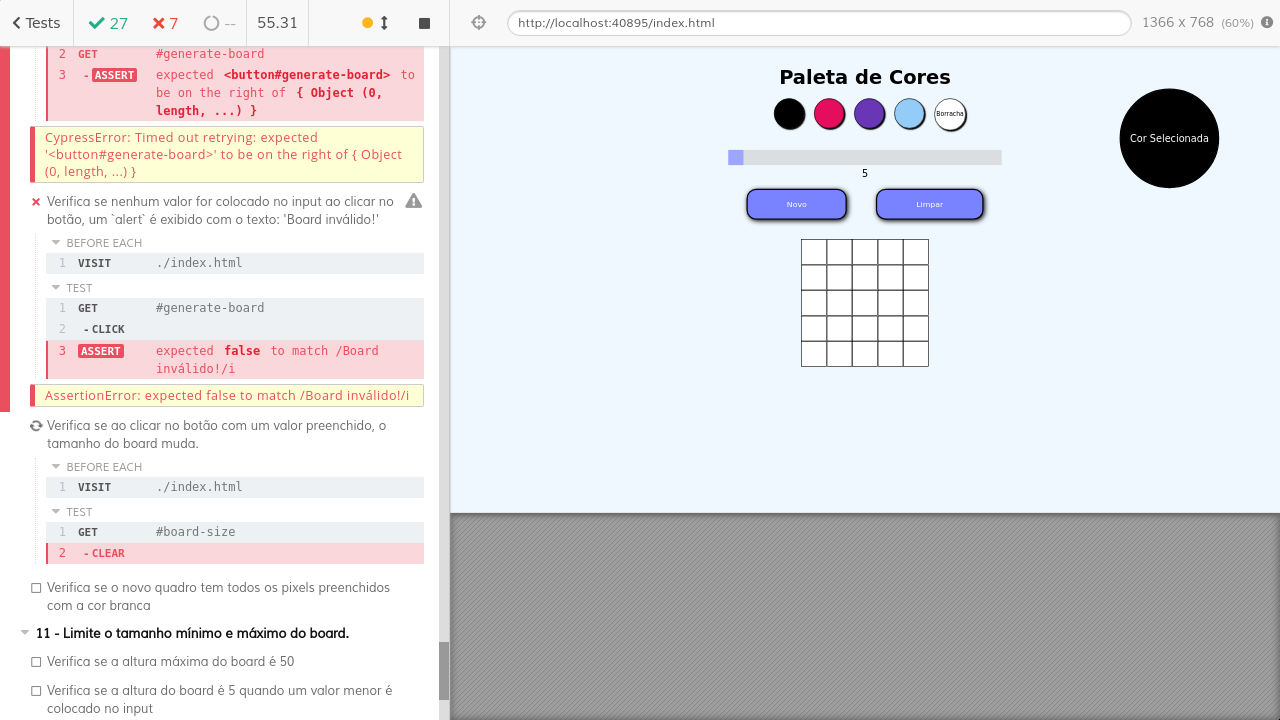 Tests
27
7
--
55.31
http://localhost:40895/index.html
1366 x 768 (60%)
2 GET #generate-board
3 -ASSERT expected <button#generate-board> to
be on the right of { Object (0,
length, ...) }
CypressError: Timed out retrying: expected
'<button#generate-board>' to be on the right of { Object
(0, length, ...) }
Verifica se nenhum valor for colocado no input ao clicar no
botão, um `alert` é exibido com o texto: 'Board inválido!'
BEFORE EACH
1 VISIT ./index.html
TEST
1 GET #generate-board
2 -CLICK
3 ASSERT expected false to match /Board
inválido!/i
AssertionError: expected false to match /Board inválido!/i
Verifica se ao clicar no botão com um valor preenchido, o
tamanho do board muda.
BEFORE EACH
1 VISIT ./index.html
TEST
1 GET #board-size
2 -CLEAR
Verifica se o novo quadro tem todos os pixels preenchidos
com a cor branca
11 - Limite o tamanho mínimo e máximo do board.
Verifica se a altura máxima do board é 50
Verifica se a altura do board é 5 quando um valor menor é
colocado no input
Paleta de Cores
Borracha
Cor Selecionada
5
Novo
Limpar